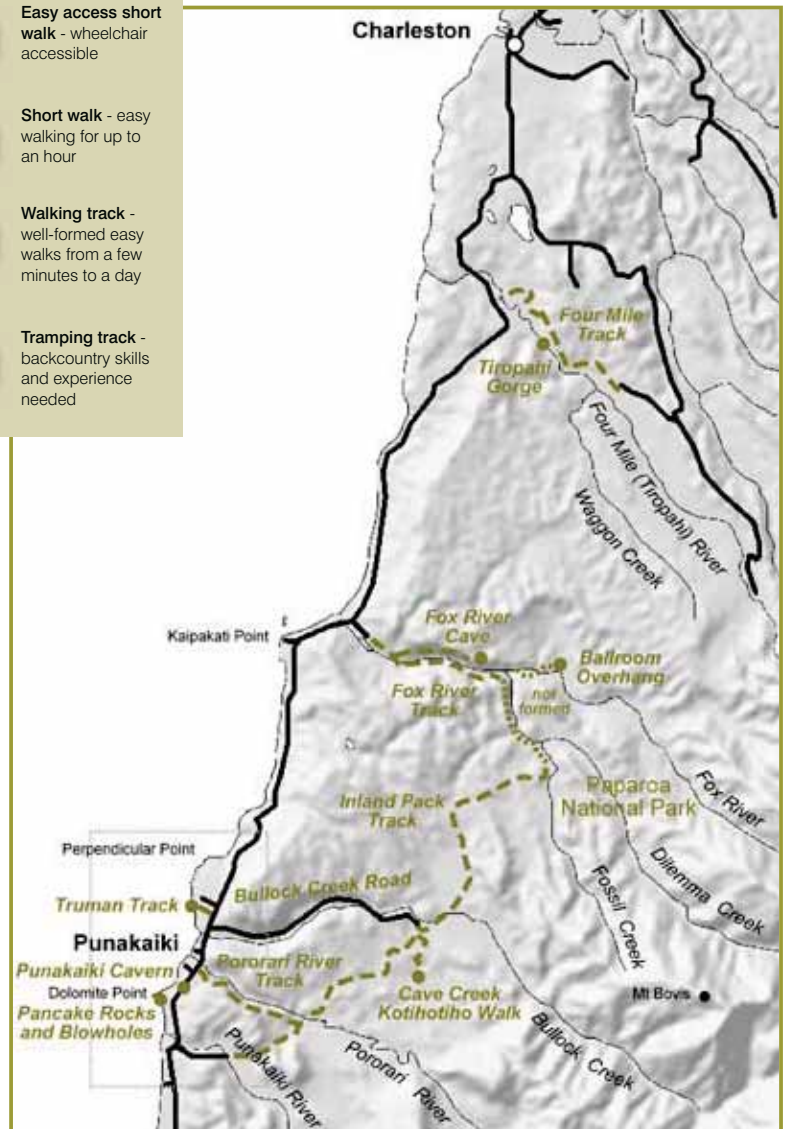 Easy access short
walk - wheelchair
accessible
Short walk - easy
walking for up to
an hour
Walking track -
well-formed easy
walks from a few
minutes to a day
Tramping track -
backcountry skills
and experience
needed
Charleston
Four Mile
Track
Tiropahi
Gorge
Four Mile (Tiropahi) River
Waggon Creek
Kaipakati Point
Fox River
Cave
Ballroom
Overhang
Fox River
Track
not
formed
Paparoa
National Park
Fox River
Inland Pack
Track
Dilemma Creek
Fossil Creek
Perpendicular Point
Truman Track
Bullock Creek Road
Punakaiki
Pororari River
Track
Punakaiki Cavern
Dolomite Point
Pancake Rocks
and Blowholes
Cave Creek
Kotihotiho Walk
Mt Bovis
Bullock Creek
Punakaiki River
Pororari River